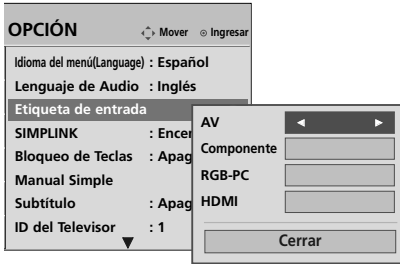 OPCIÓN Mover Ingresar
Idioma del menú(Language) : Español
Lenguaje de Audio : Inglés
Etiqueta de entrada
SIMPLINK : Encer
Bloqueo de Teclas : Apag
Manual Simple
Subtítulo : Apag
ID del Televisor : 1
AV
Componente
RGB-PC
HDMI
Cerrar